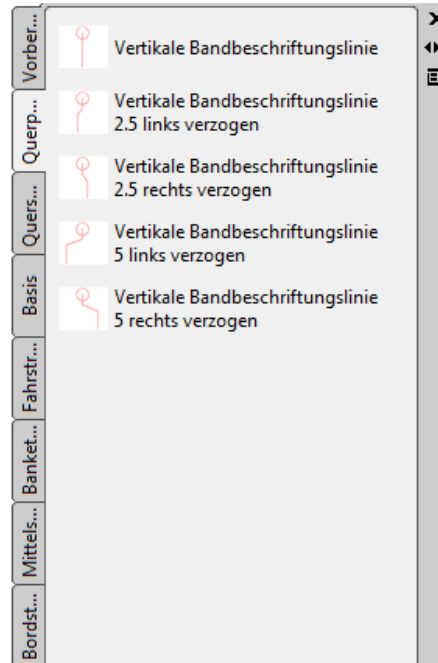 Vorber...
Querp...
Quers...
Basis
Fahrstr...
Banket...
Mittels...
Bordst...
Vertikale Bandbeschriftungslinie
Vertikale Bandbeschriftungslinie
2.5 links verzogen
Vertikale Bandbeschriftungslinie
2.5 rechts verzogen
Vertikale Bandbeschriftungslinie
5 links verzogen
Vertikale Bandbeschriftungslinie
5 rechts verzogen